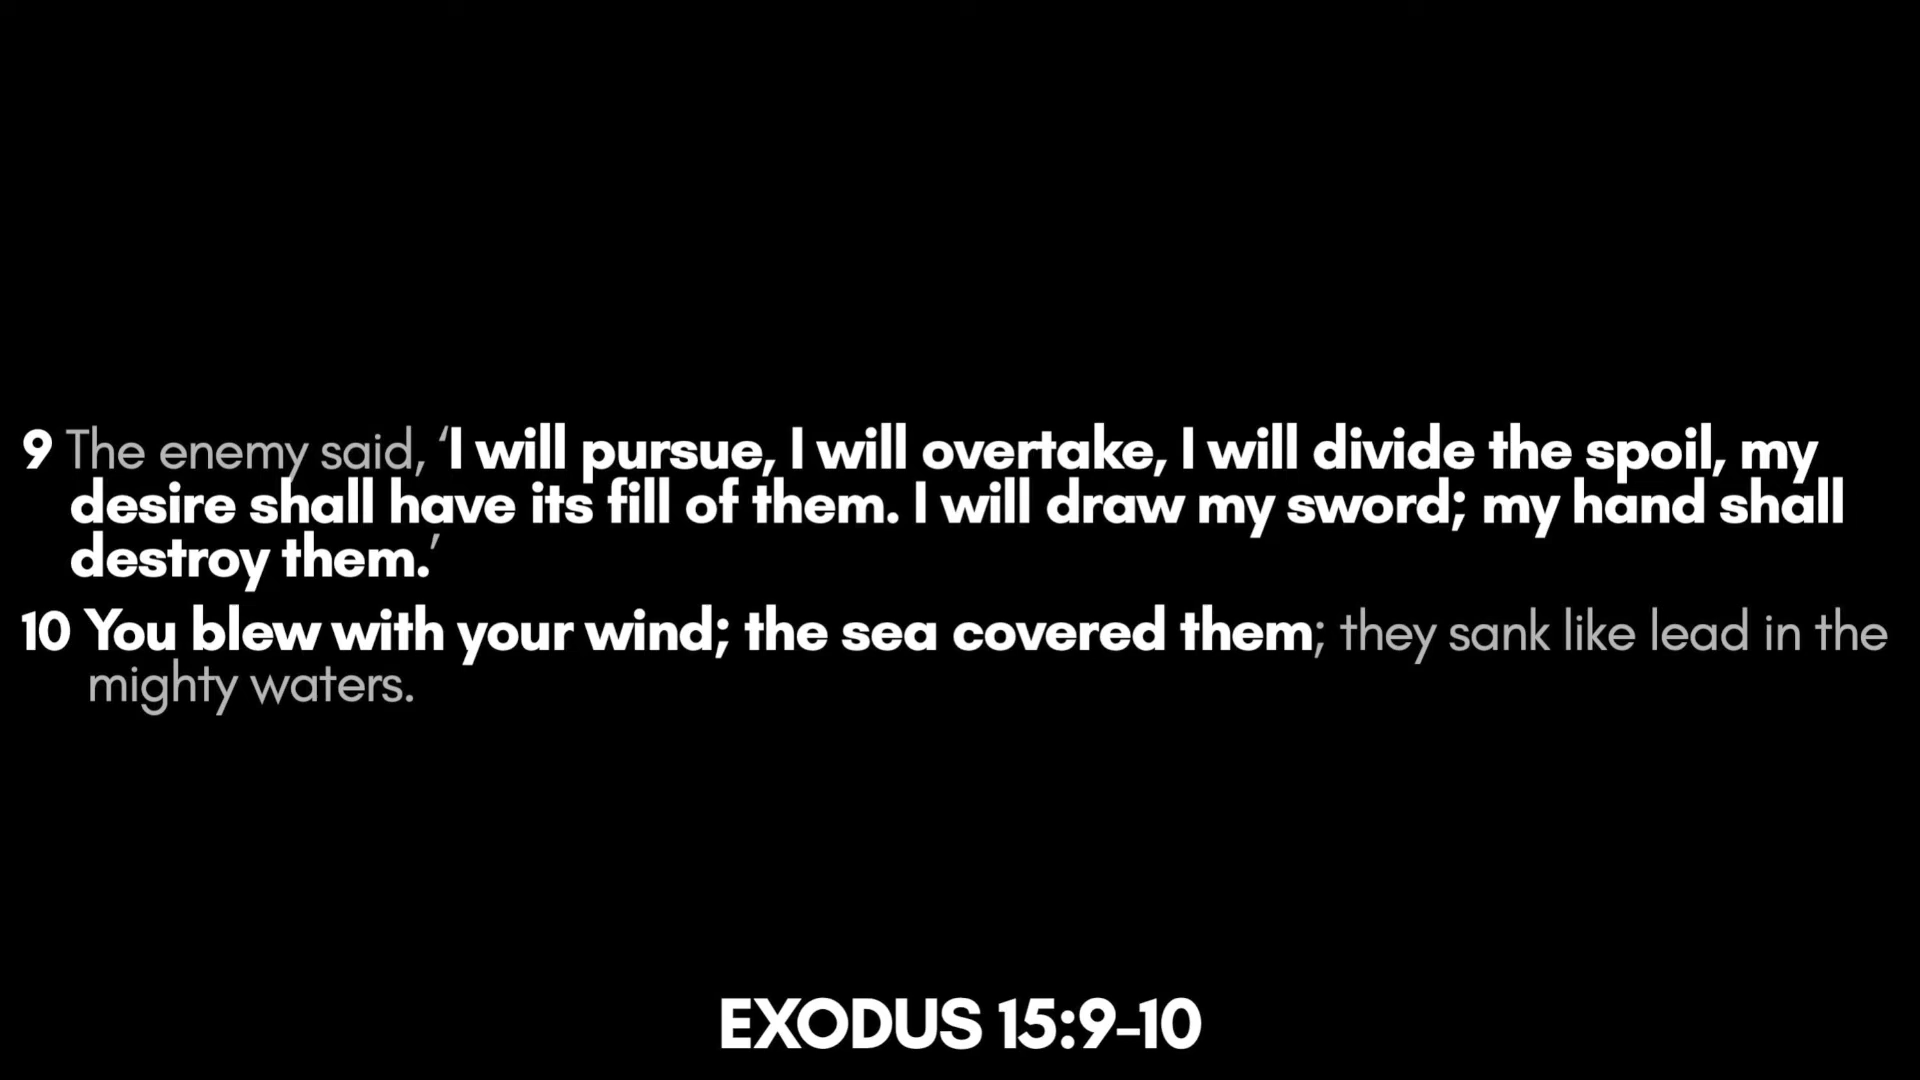 9 The enemy said, ‘I will pursue, I will overtake, I will divide the spoil, my
desire shall have its fill of them. I will draw my sword; my hand shall
destroy them.’
10 You blew with your wind; the sea covered them; they sank like lead in the
mighty waters.
EXODUS 15:9–10